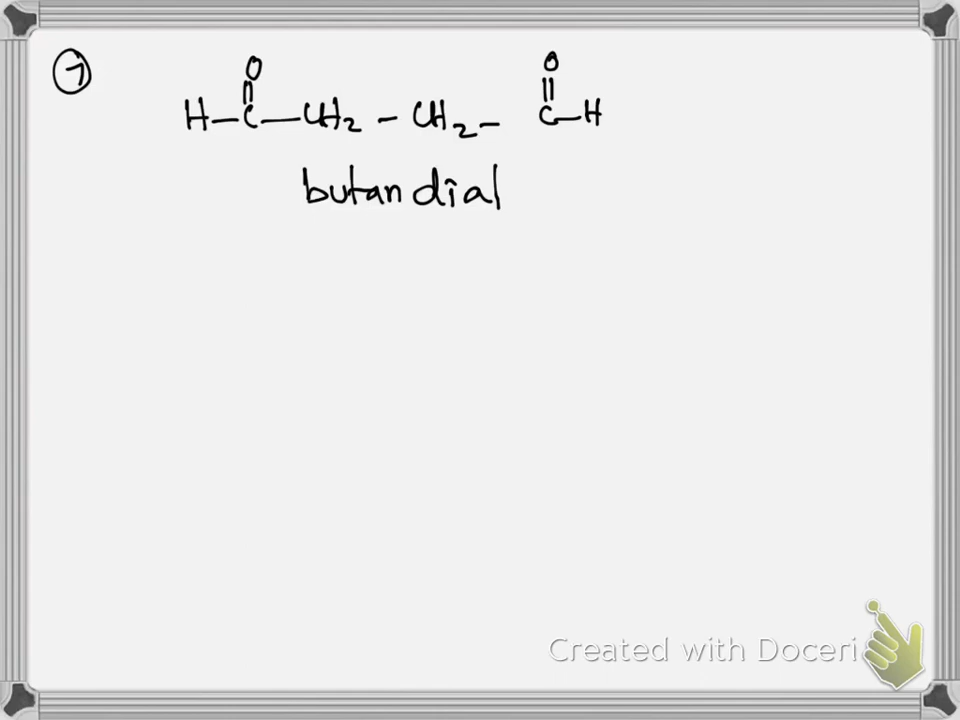 7
O O
H-C-CH2-CH2-C-H
butandial
Created with Doceri